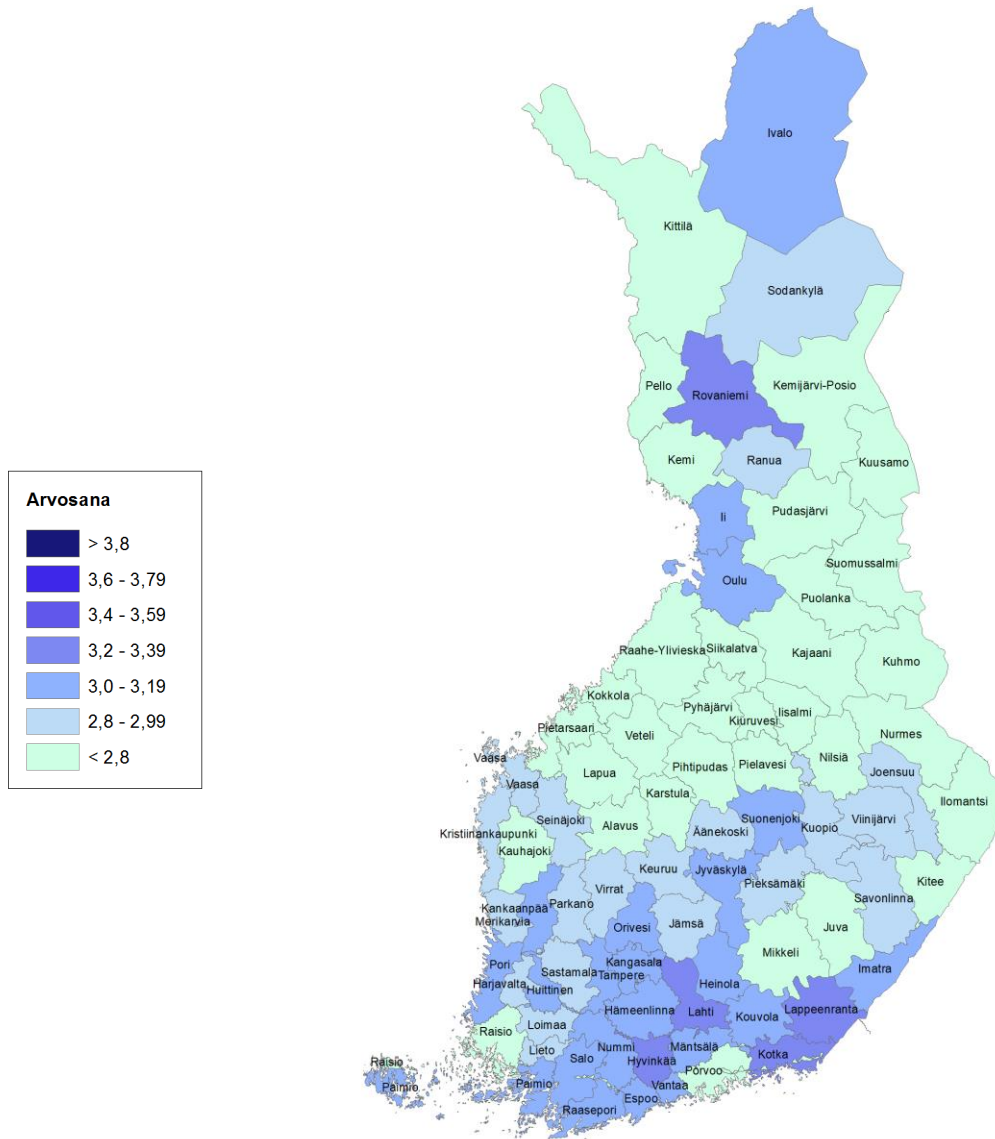 Ivalo
Kittilä
Sodankylä
Pello
Rovaniemi
Kemijärvi-Posio
Kemi
Ranua
Kuusamo
Arvosana
> 3,8
3,6 - 3,79
3,4 - 3,59
3,2 - 3,39
3,0 - 3,19
2,8 - 2,99
< 2,8
Ii
Pudasjärvi
Oulu
Suomussalmi
Puolanka
Raahe-Ylivieska
Siikalatva
Kajaani
Kuhmo
Kokkola
Pyhäjärvi
Kiuruvesi
Iisalmi
Pietarsaari
Veteli
Nurmes
Vaasa
Lapua
Pihtipudas
Pielavesi
Nilsiä
Joensuu
Vaasa
Karstula
Ilomantsi
Seinäjoki
Alavus
Äänekoski
Suonenjoki
Kuopio
Viinijärvi
Kristiinankaupunki
Kauhajoki
Keuruu
Jyväskylä
Pieksämäki
Kitee
Virrat
Savonlinna
Kankaanpää
Parkano
Merikarvia
Orivesi
Jämsä
Juva
Mikkeli
Pori
Sastamala
Kangasala
Tampere
Heinola
Imatra
Harjavalta
Huittinen
Hämeenlinna
Lahti
Kouvola
Lappeenranta
Raisio
Loimaa
Lieto
Salo
Nummi
Hyvinkää
Mäntsälä
Porvoo
Kotka
Raisio
Paimio
Paimio
Raasepori
Espoo
Vantaa